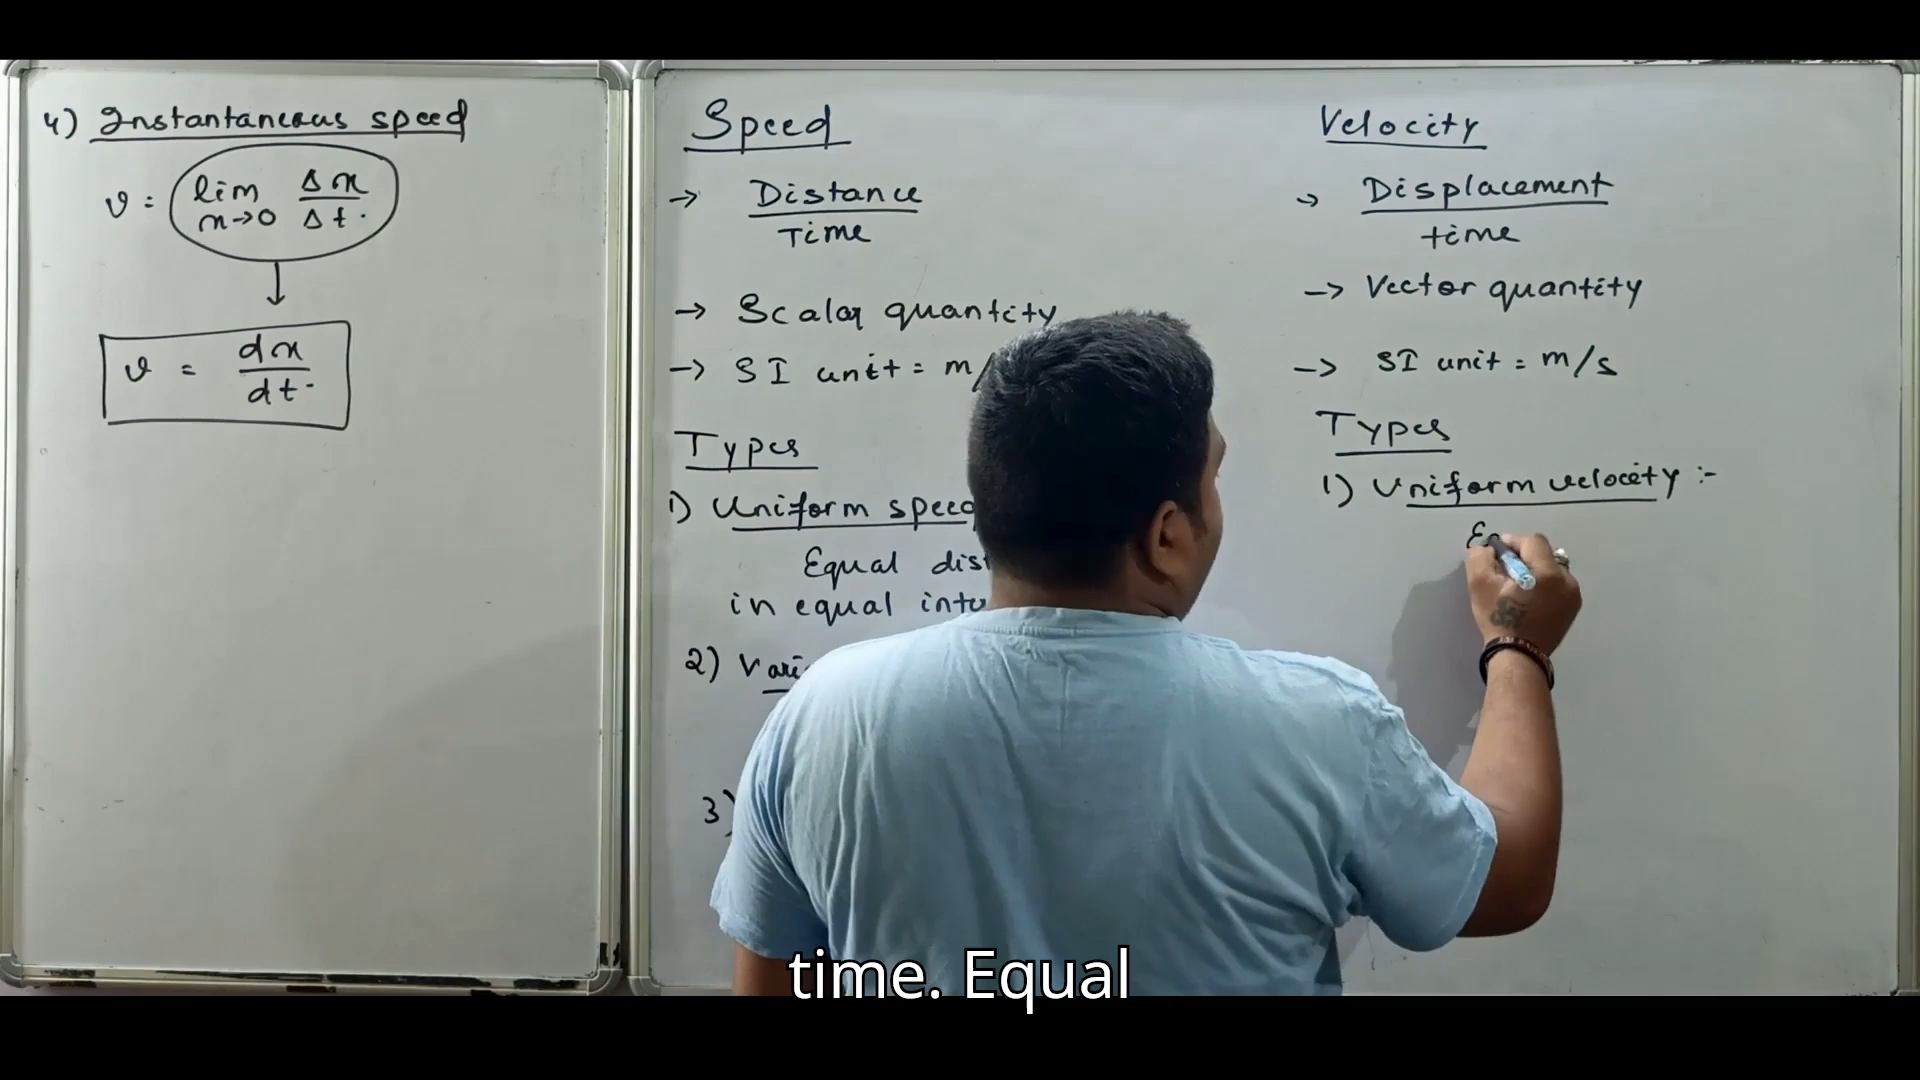 4) Instantaneous speed
v = lim Δx
x→0 Δt.
v = dx
dt.
Speed
→ Distance
Time
→ Scalar quantity
→ SI unit = m/
Types
1) Uniform speed
Equal
in equal
2)
3)
Velocity
→ Displacement
time
→ Vector quantity
→ SI unit = m/s
Types
1) Uniform velocity :-
time. Equal